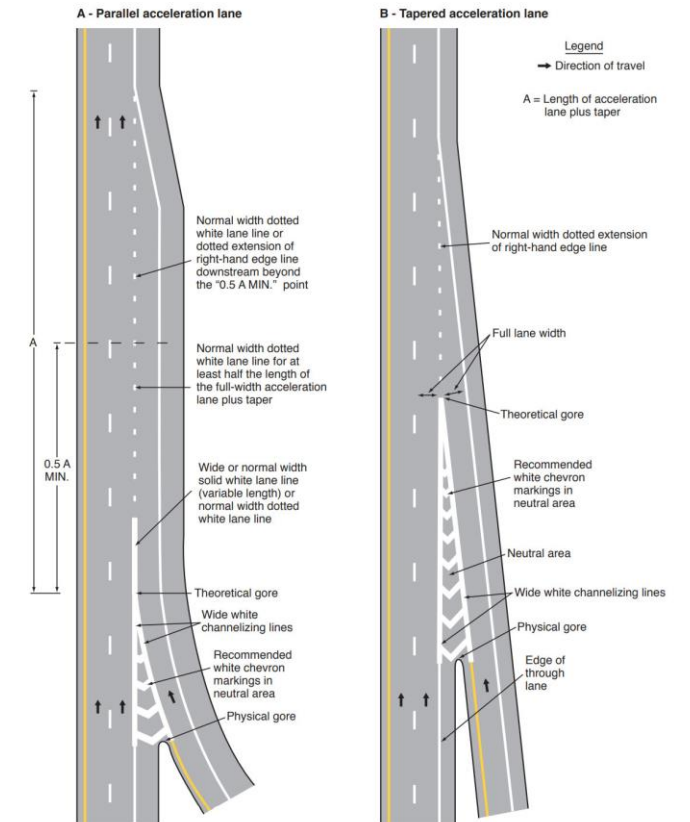 A - Parallel acceleration lane
A
0.5 A
MIN.
Normal width dotted
white lane line or
dotted extension of
right-hand edge line
downstream beyond
the “0.5 A MIN.” point
Normal width dotted
white lane line for at
least half the length of
the full-width acceleration
lane plus taper
Wide or normal width
solid white lane line
(variable length) or
normal width dotted
white lane line
Theoretical gore
Wide white
channelizing lines
Recommended
white chevron
markings in
neutral area
Physical gore
B - Tapered acceleration lane
Legend
Direction of travel
A = Length of acceleration
lane plus taper
Normal width dotted extension
of right-hand edge line
Full lane width
Theoretical gore
Recommended
white chevron
markings in
neutral area
Neutral area
Wide white channelizing lines
Physical gore
Edge of
through
lane